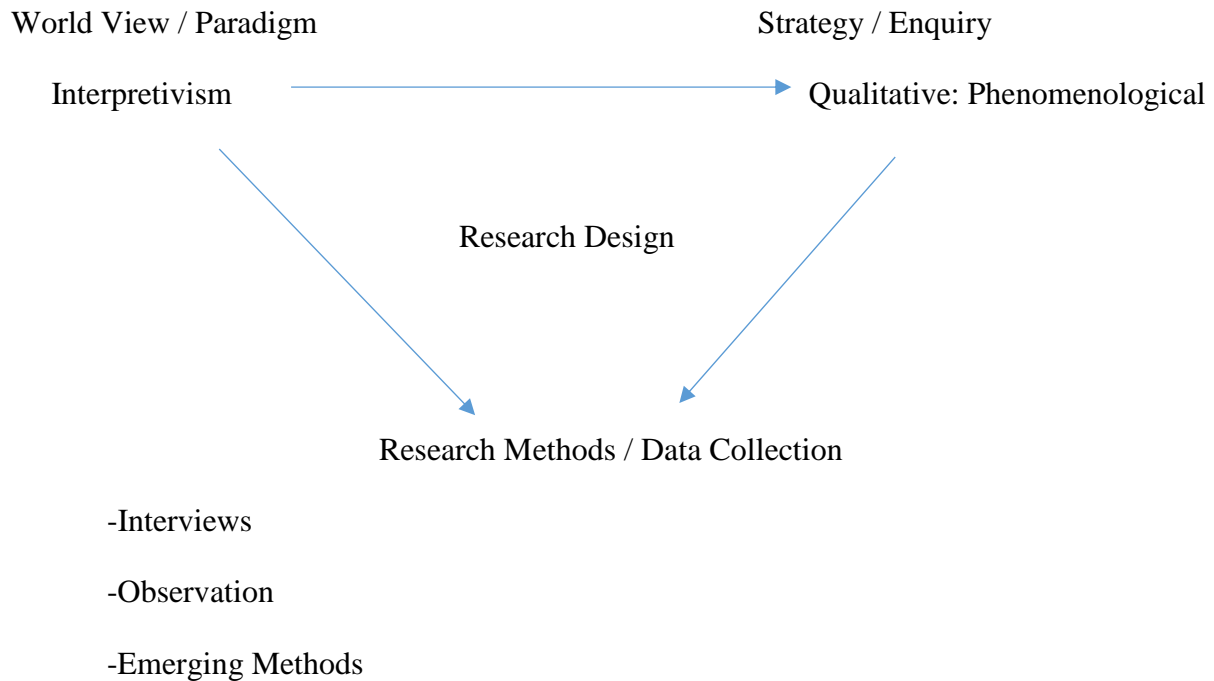 World View / Paradigm Strategy / Enquiry
Interpretivism Qualitative: Phenomenological
Research Design
Research Methods / Data Collection
-Interviews
-Observation
-Emerging Methods